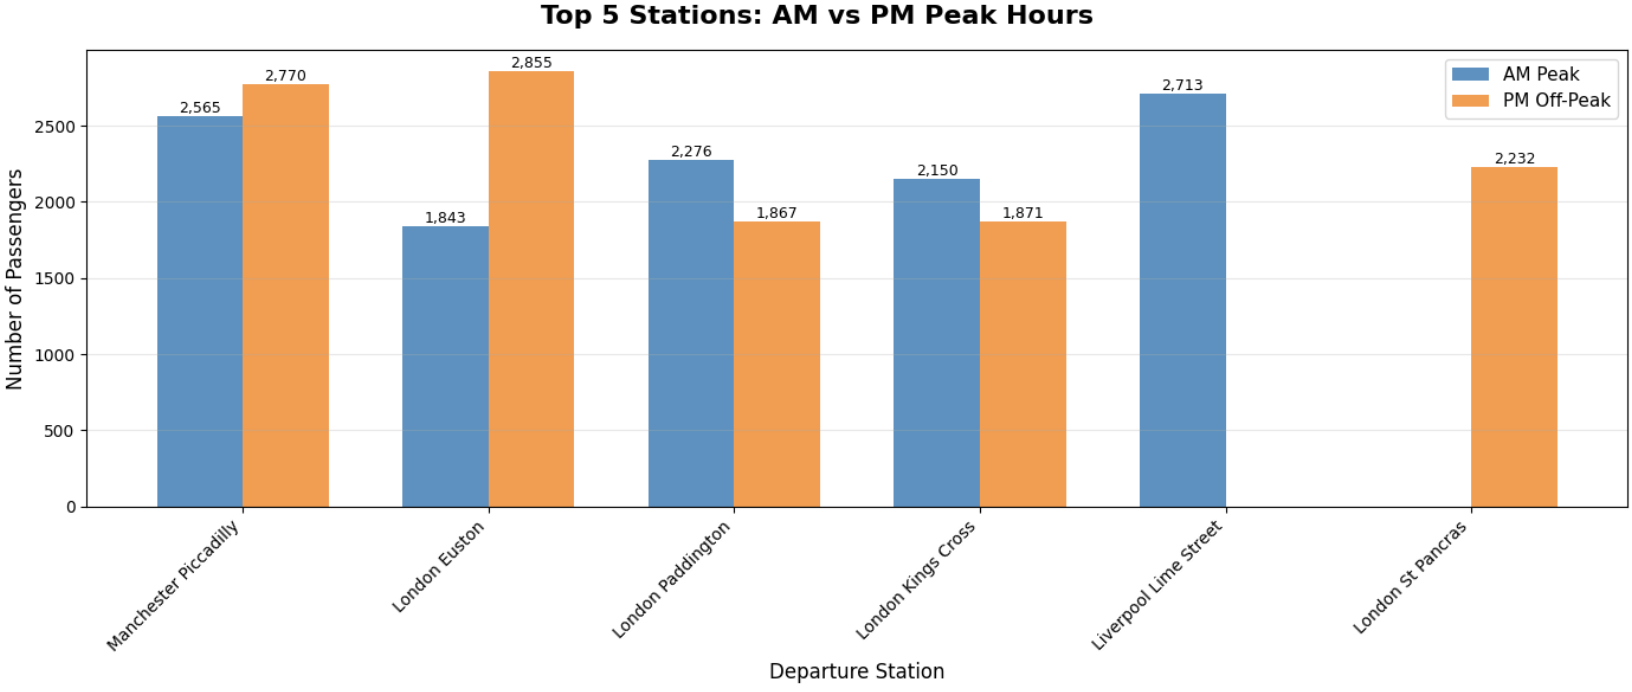 Top 5 Stations: AM vs PM Peak Hours
AM Peak
PM Off-Peak
Number of Passengers
2500
2000
1500
1000
500
0
2,565
2,770
1,843
2,855
2,276
1,867
2,150
1,871
2,713
2,232
Manchester Piccadilly
London Euston
London Paddington
London Kings Cross
Liverpool Lime Street
London St Pancras
Departure Station